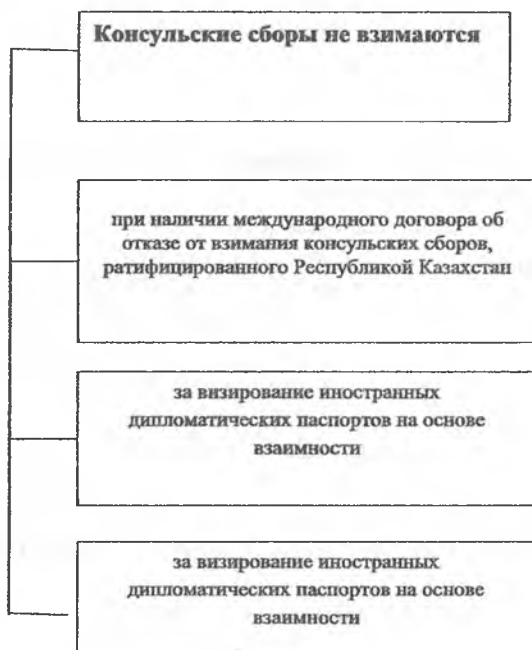 Консульские сборы не взимаются
при наличии международного договора об
отказе от взимания консульских сборов,
ратифицированного Республикой Казахстан
за визирование иностранных
дипломатических паспортов на основе
взаимности
за визирование иностранных
дипломатических паспортов на основе
взаимности